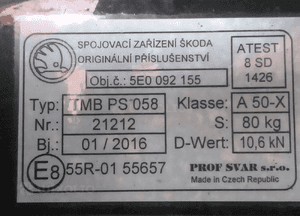 SPOJOVACÍ ZAŘÍZENÍ ŠKODA
ORIGINÁLNÍ PŘÍSLUŠENSTVÍ
Obj.č.: 5E0 092 155
ATEST
8 SD
1426
Typ: TMB PS 058 Klasse: A 50-X
Nr.: 21212 S: 80 kg
Bj.: 01 / 2016 D-Wert: 10,6 kN
E8 55R-01 55657
PROF SVAR s.r.o.
Made in Czech Republic